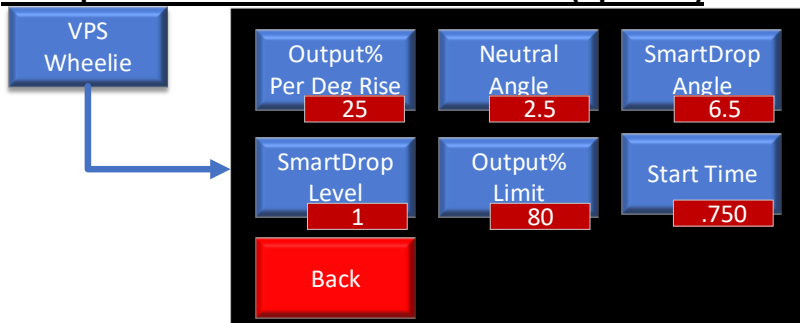 VPS
Wheelie
Output%
Per Deg Rise
25
Neutral
Angle
2.5
SmartDrop
Angle
6.5
SmartDrop
Level
1
Output%
Limit
80
Start Time
.750
Back